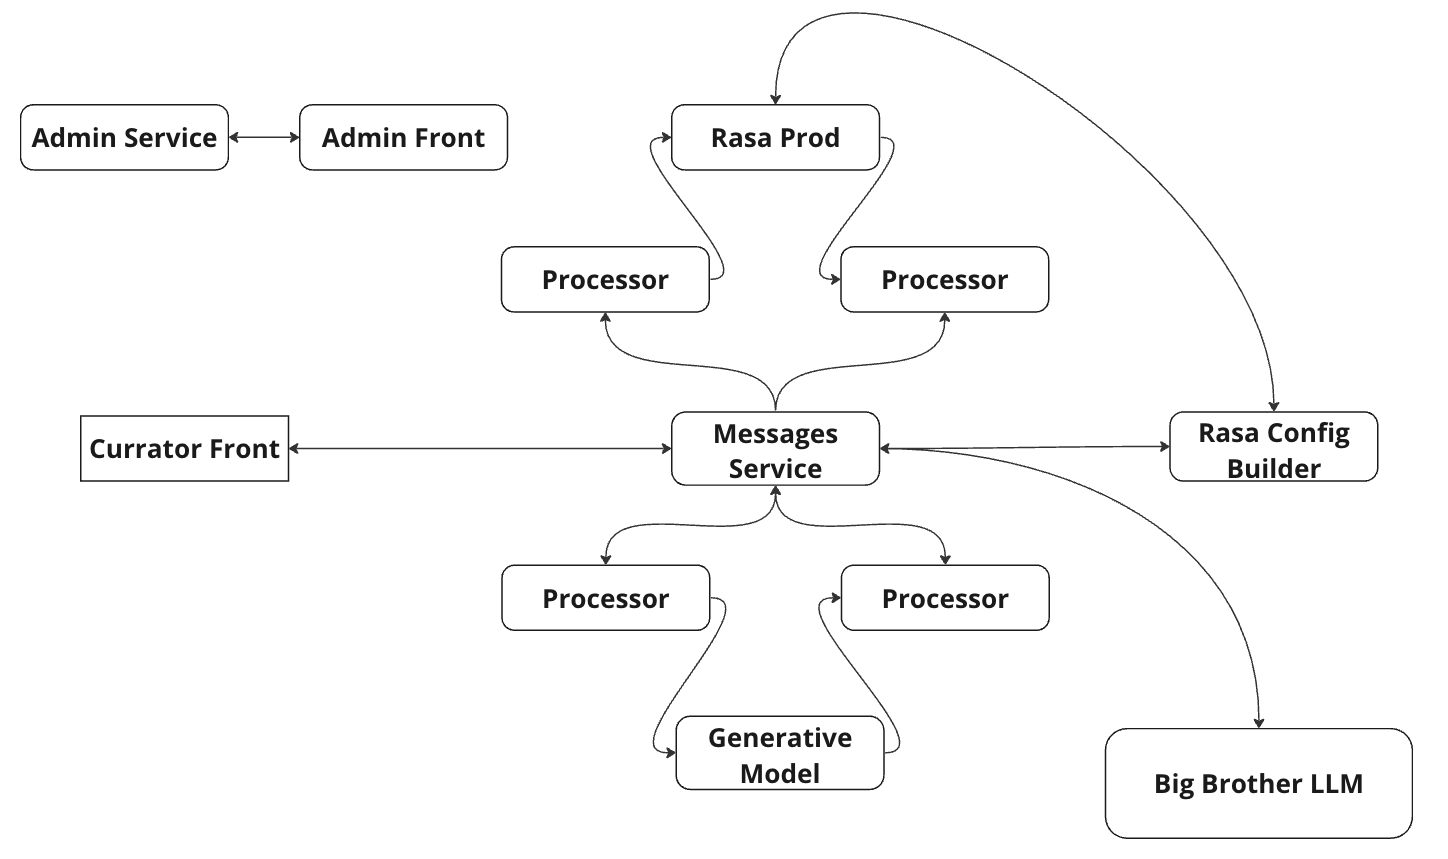 Admin Service
Admin Front
Rasa Prod
Processor
Processor
Currator Front
Messages
Service
Rasa Config
Builder
Processor
Processor
Generative
Model
Big Brother LLM